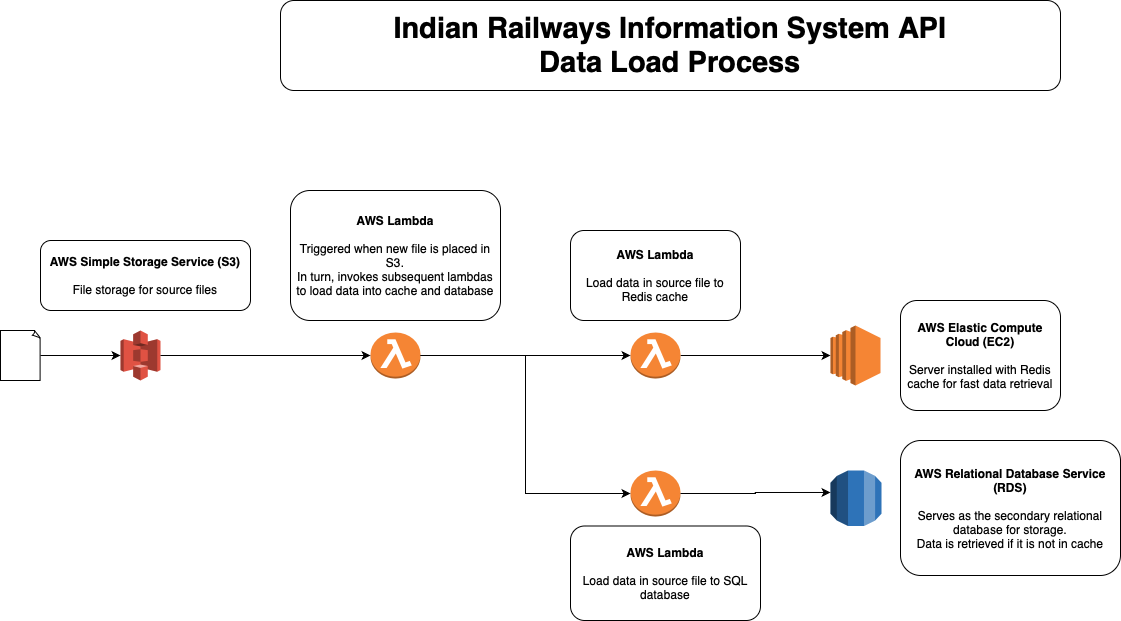 Indian Railways Information System API
Data Load Process
AWS Simple Storage Service (S3)
File storage for source files
AWS Lambda
Triggered when new file is placed in
S3.
In turn, invokes subsequent lambdas
to load data into cache and database
AWS Lambda
Load data in source file to
Redis cache
AWS Elastic Compute
Cloud (EC2)
Server installed with Redis
cache for fast data retrieval
AWS Lambda
Load data in source file to SQL
database
AWS Relational Database Service
(RDS)
Serves as the secondary relational
database for storage.
Data is retrieved if it is not in cache